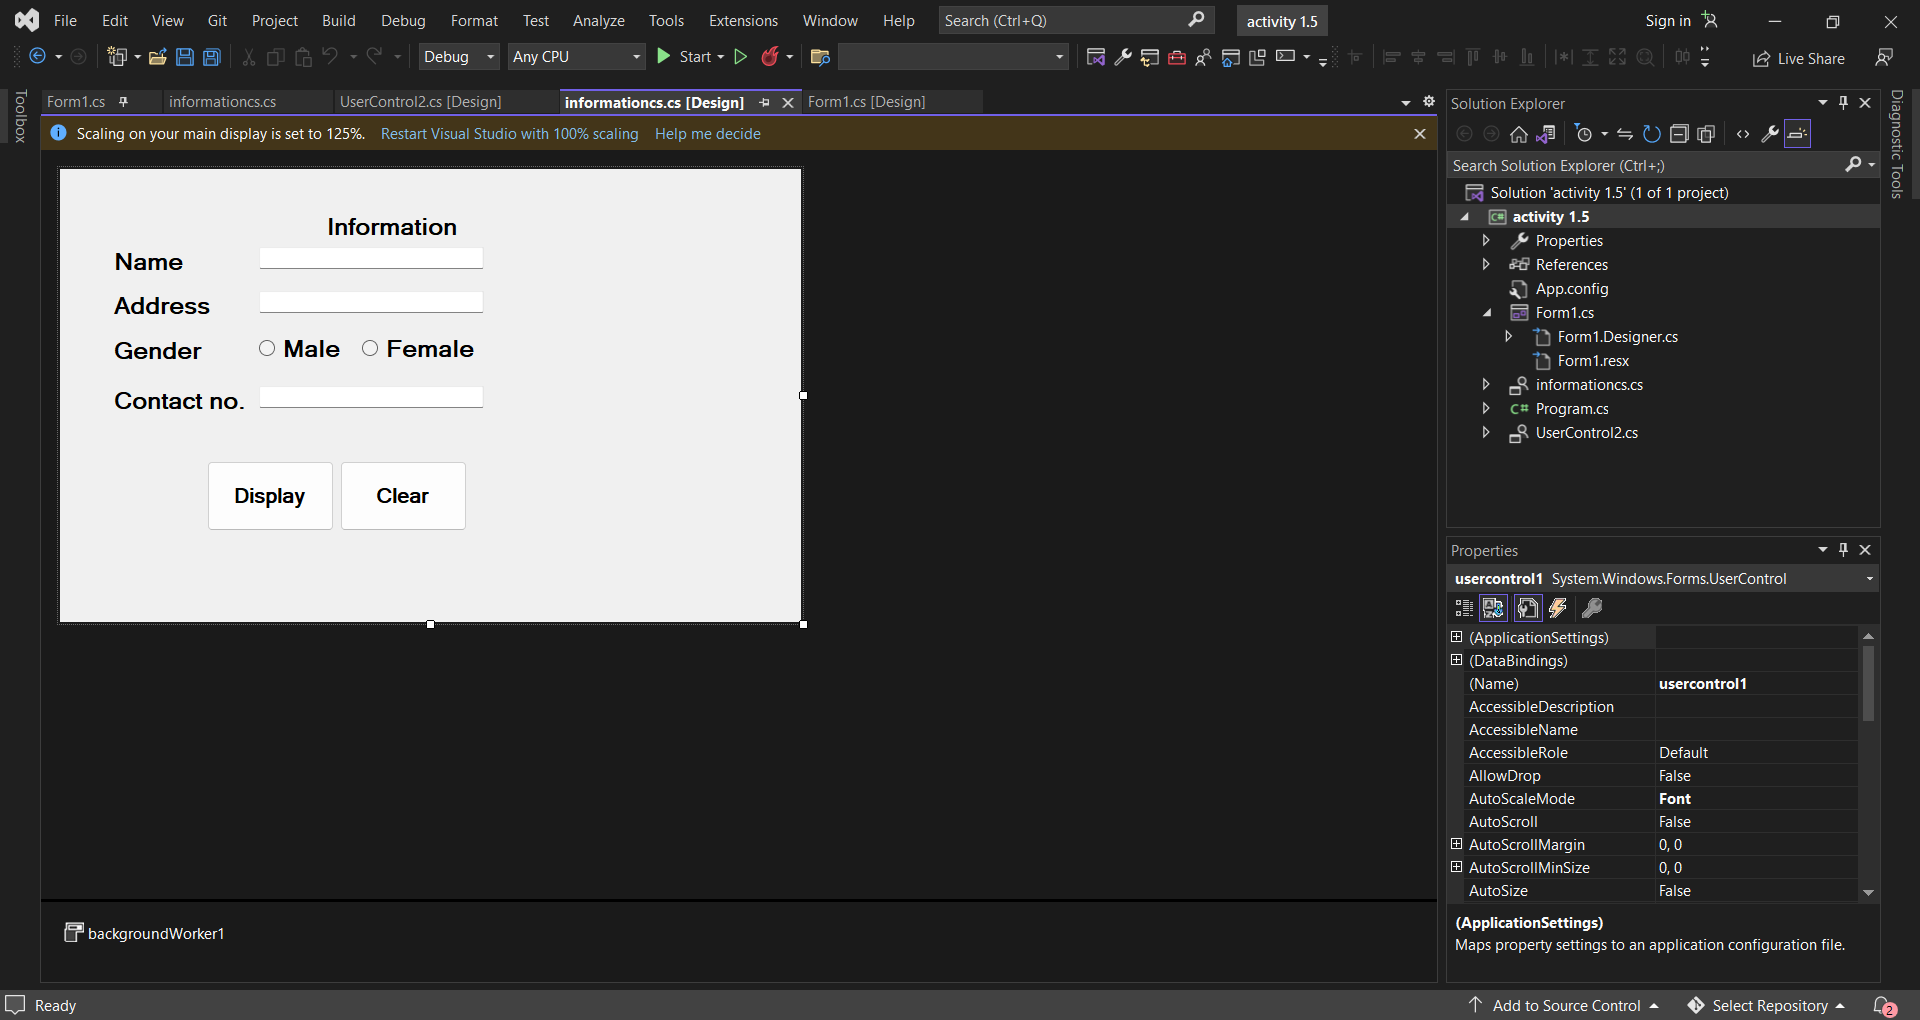 File Edit View Git Project Build Debug Format Test Analyze Tools Extensions Window Help Search (Ctrl+Q) activity 1.5 Sign in
Debug Any CPU Start Live Share
Toolbox
Form1.cs informationcs.cs UserControl2.cs [Design] informationcs.cs [Design] Form1.cs [Design]
Scaling on your main display is set to 125%. Restart Visual Studio with 100% scaling Help me decide
Information
Name
Address
Gender Male Female
Contact no.
Display Clear
backgroundWorker1
Solution Explorer
Search Solution Explorer (Ctrl+;)
Solution 'activity 1.5' (1 of 1 project)
C# activity 1.5
Properties
References
App.config
Form1.cs
Form1.Designer.cs
Form1.resx
informationcs.cs
C# Program.cs
UserControl2.cs
Diagnostic Tools
Properties
usercontrol1 System.Windows.Forms.UserControl
(ApplicationSettings)
(DataBindings)
(Name) usercontrol1
AccessibleDescription
AccessibleName
AccessibleRole Default
AllowDrop False
AutoScaleMode Font
AutoScroll False
AutoScrollMargin 0, 0
AutoScrollMinSize 0, 0
AutoSize False
(ApplicationSettings)
Maps property settings to an application configuration file.
Ready Add to Source Control Select Repository 2